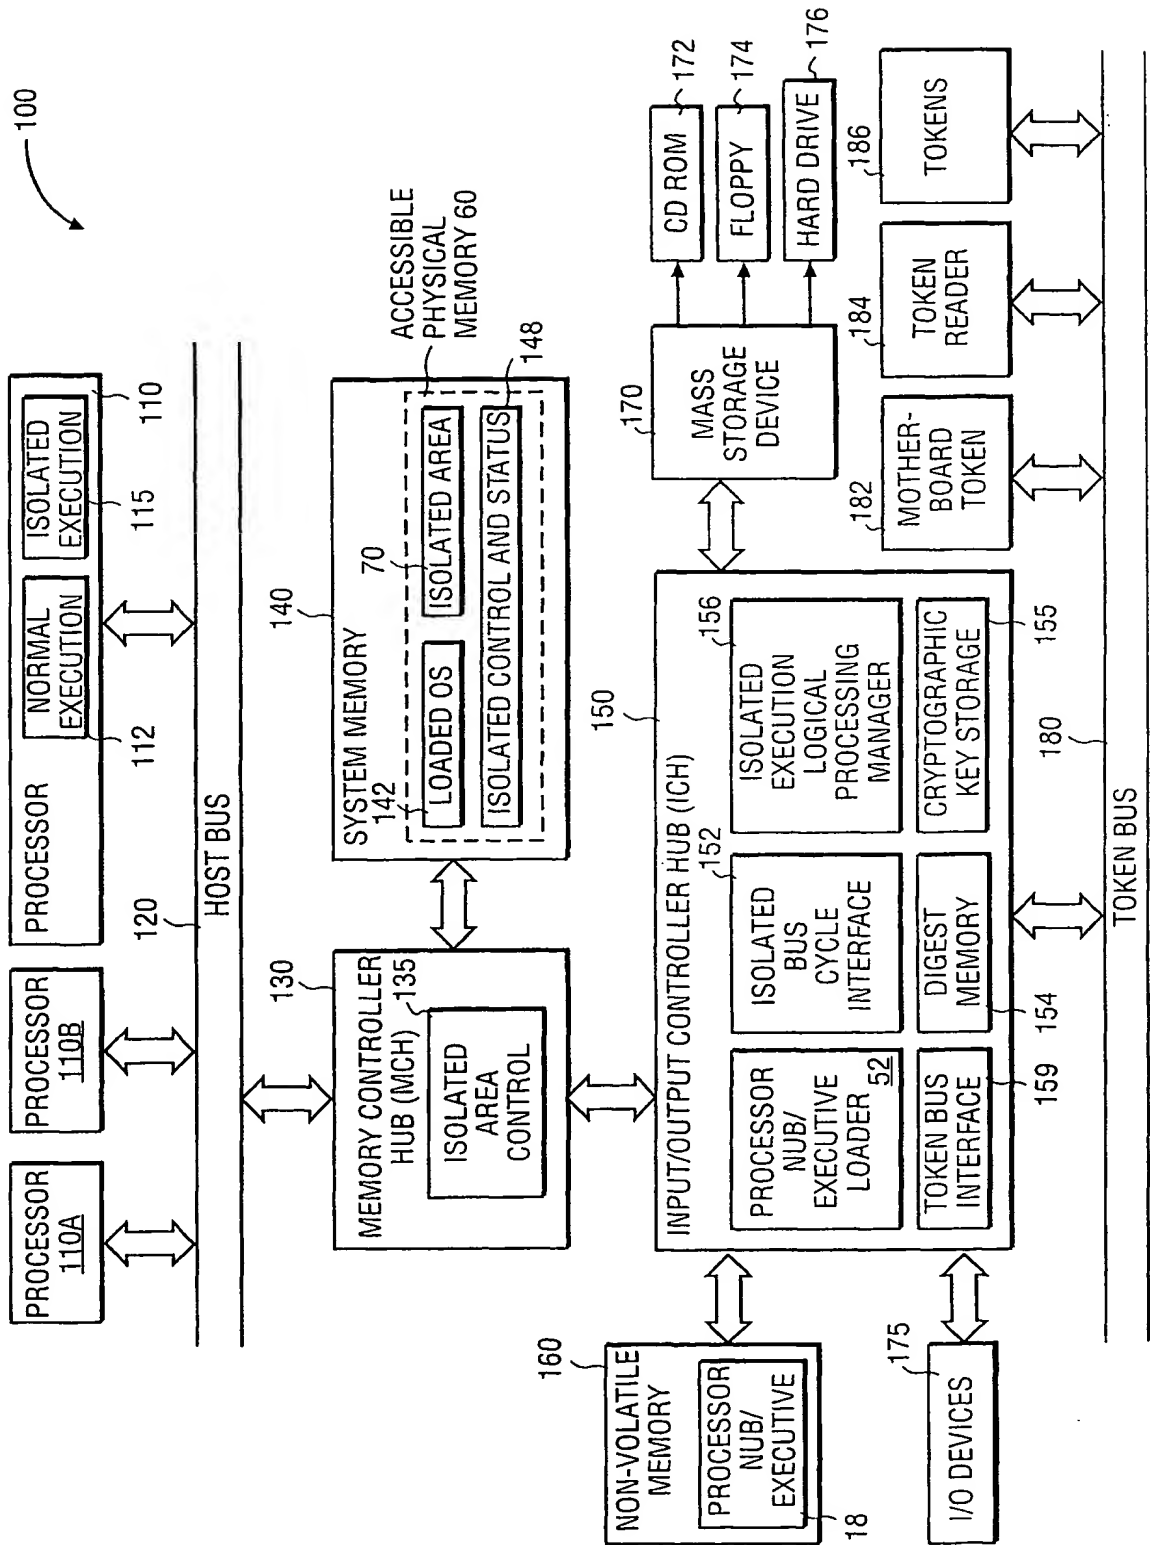 100
PROCESSOR
110A
PROCESSOR
110B
PROCESSOR
NORMAL
EXECUTION
112
ISOLATED
EXECUTION
115
110
120
HOST BUS
130
MEMORY CONTROLLER
HUB (MCH)
135
ISOLATED
AREA
CONTROL
140
SYSTEM MEMORY
142
LOADED OS
70
ISOLATED AREA
ISOLATED CONTROL AND STATUS
148
ACCESSIBLE
PHYSICAL
MEMORY 60
150
INPUT/OUTPUT CONTROLLER HUB (ICH)
PROCESSOR
NUB/
EXECUTIVE
LOADER
52
152
ISOLATED
BUS
CYCLE
INTERFACE
156
ISOLATED
EXECUTION
LOGICAL
PROCESSING
MANAGER
TOKEN BUS
INTERFACE
159
DIGEST
MEMORY
154
CRYPTOGRAPHIC
KEY STORAGE
155
160
NON-VOLATILE
MEMORY
PROCESSOR
NUB/
EXECUTIVE
18
175
I/O DEVICES
170
MASS
STORAGE
DEVICE
CD ROM
172
FLOPPY
174
HARD DRIVE
176
182
MOTHER-
BOARD
TOKEN
184
TOKEN
READER
186
TOKENS
180
TOKEN BUS